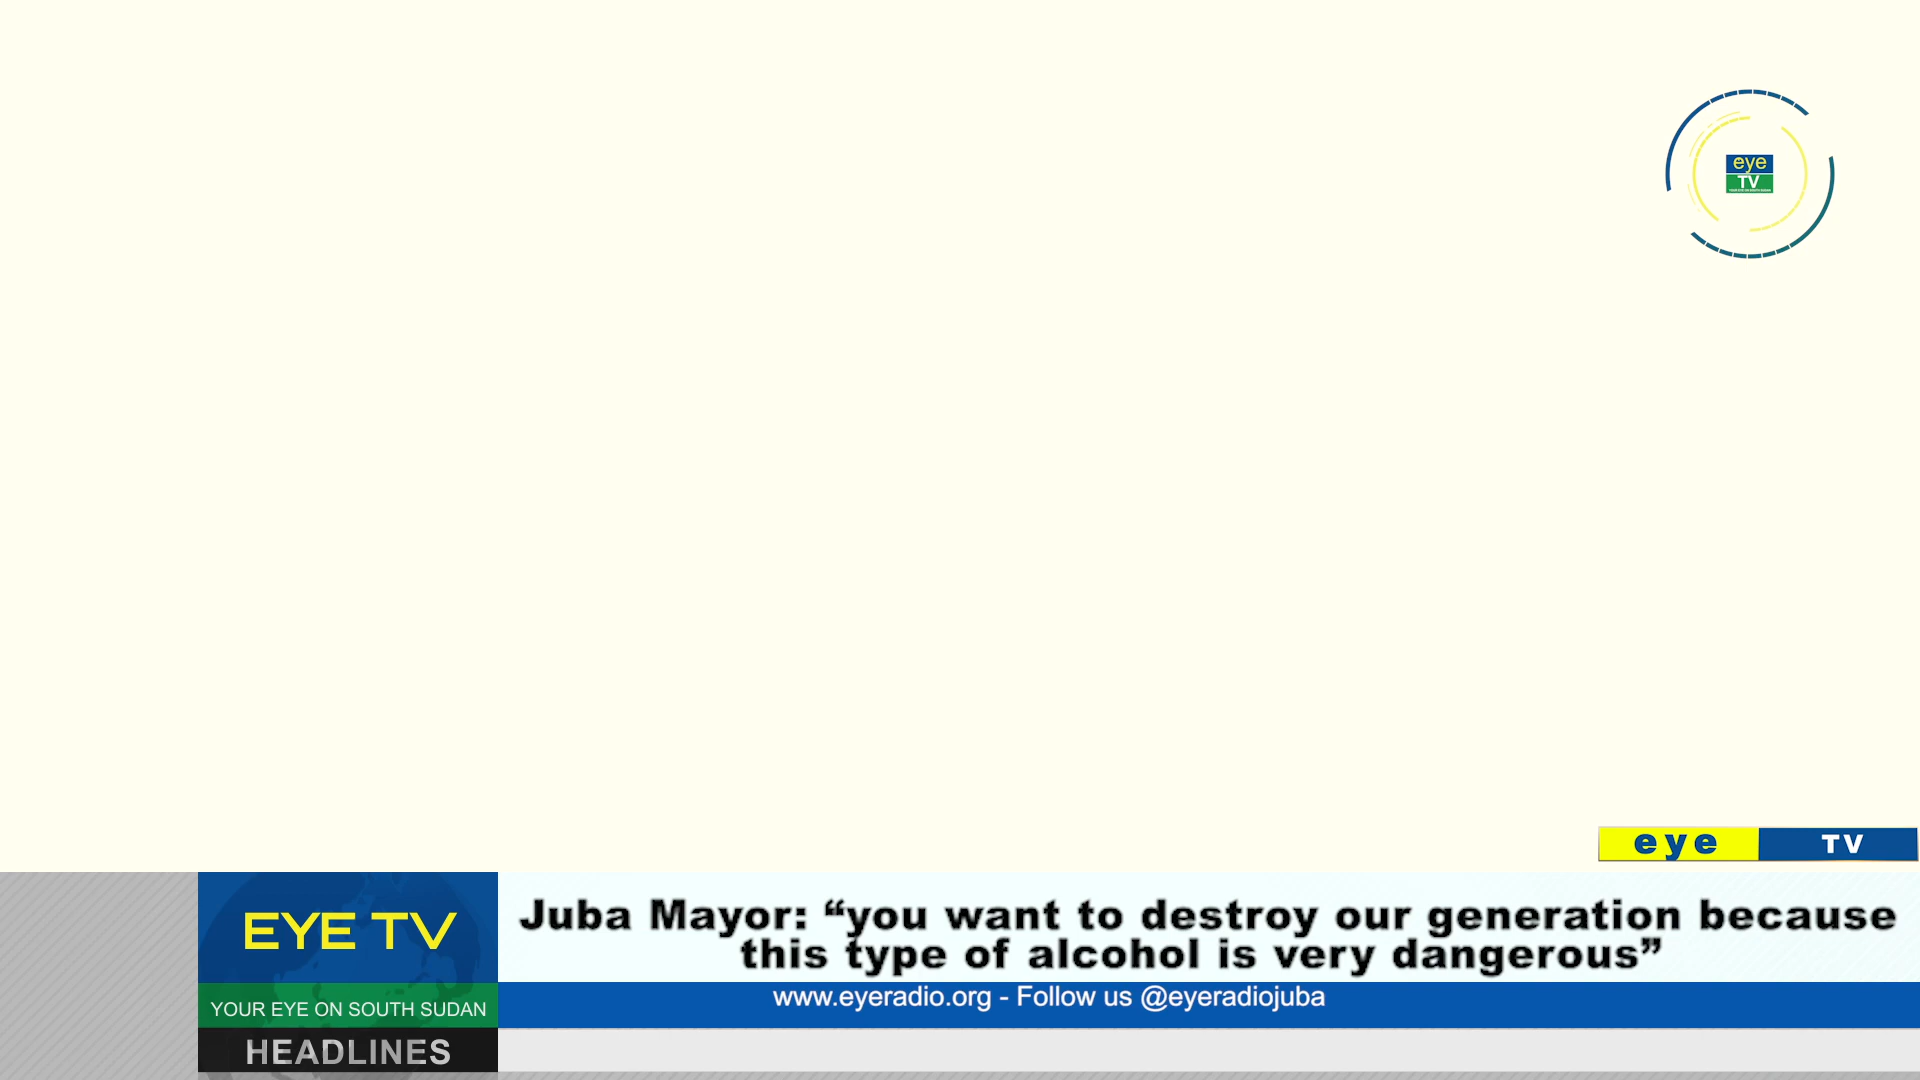 eye
TV
eye TV
EYE TV
Juba Mayor: “you want to destroy our generation because
this type of alcohol is very dangerous”
www.eyeradio.org - Follow us @eyeradiojuba
YOUR EYE ON SOUTH SUDAN
HEADLINES